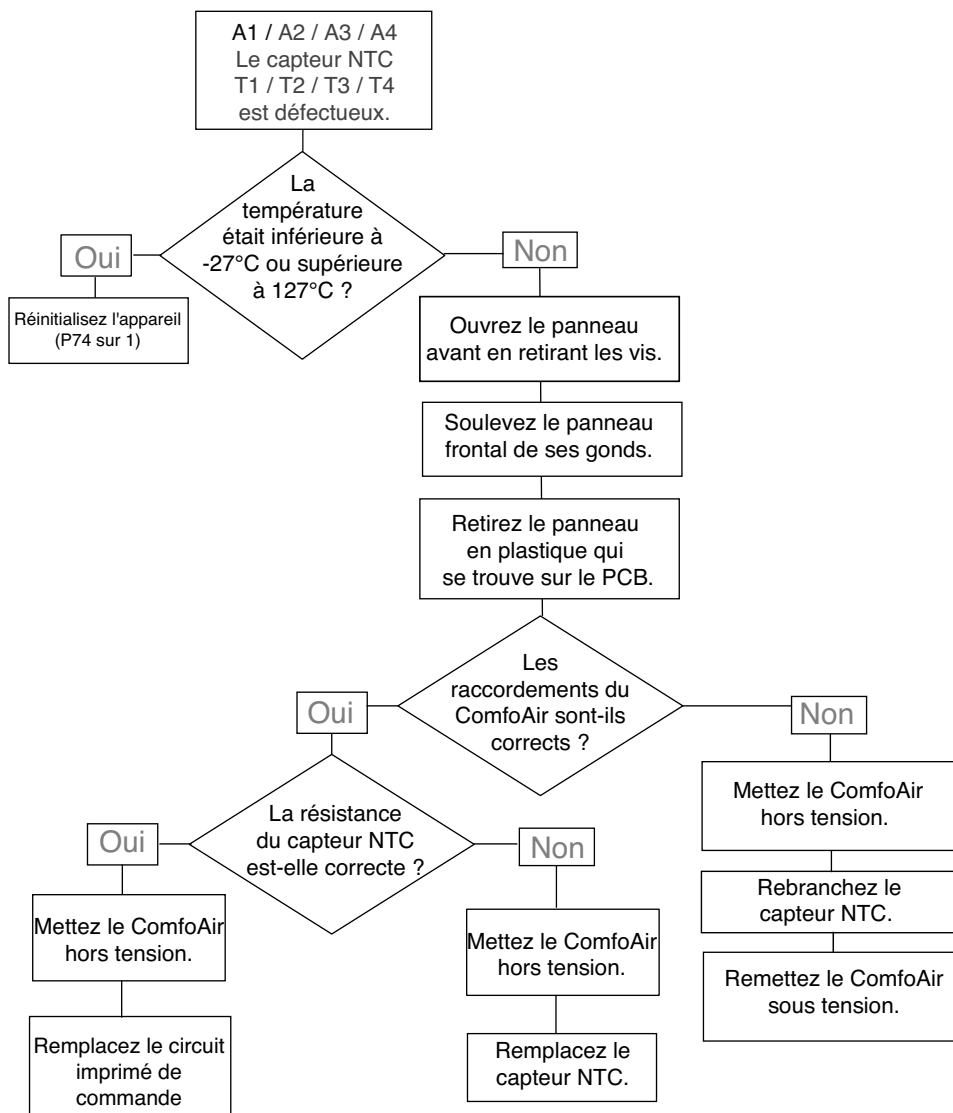 A1 / A2 / A3 / A4
Le capteur NTC
T1 / T2 / T3 / T4
est défectueux.
La
température
était inférieure à
-27°C ou supérieure
à 127°C ?
Oui
Non
Réinitialisez l'appareil
(P74 sur 1)
Ouvrez le panneau
avant en retirant les vis.
Soulevez le panneau
frontal de ses gonds.
Retirez le panneau
en plastique qui
se trouve sur le PCB.
Les
raccordements du
ComfoAir sont-ils
corrects ?
Oui
Non
La résistance
du capteur NTC
est-elle correcte ?
Mettez le ComfoAir
hors tension.
Rebranchez le
capteur NTC.
Remettez le ComfoAir
sous tension.
Oui
Non
Mettez le ComfoAir
hors tension.
Remplacez le circuit
imprimé de
commande
Mettez le ComfoAir
hors tension.
Remplacez le
capteur NTC.